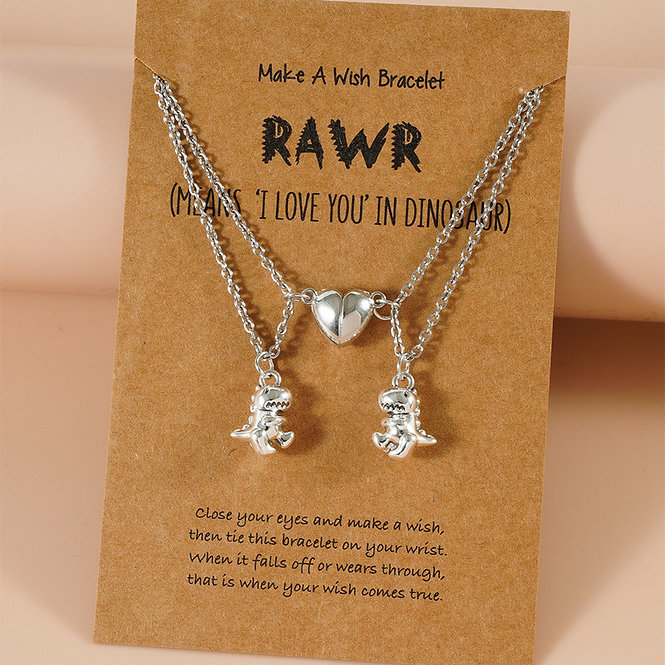 Make A Wish Bracelet
RAWR
(MEANS 'I LOVE YOU' IN DINOSAUR)
Close your eyes and make a wish,
then tie this bracelet on your wrist.
When it falls off or wears through,
that is when your wish comes true.